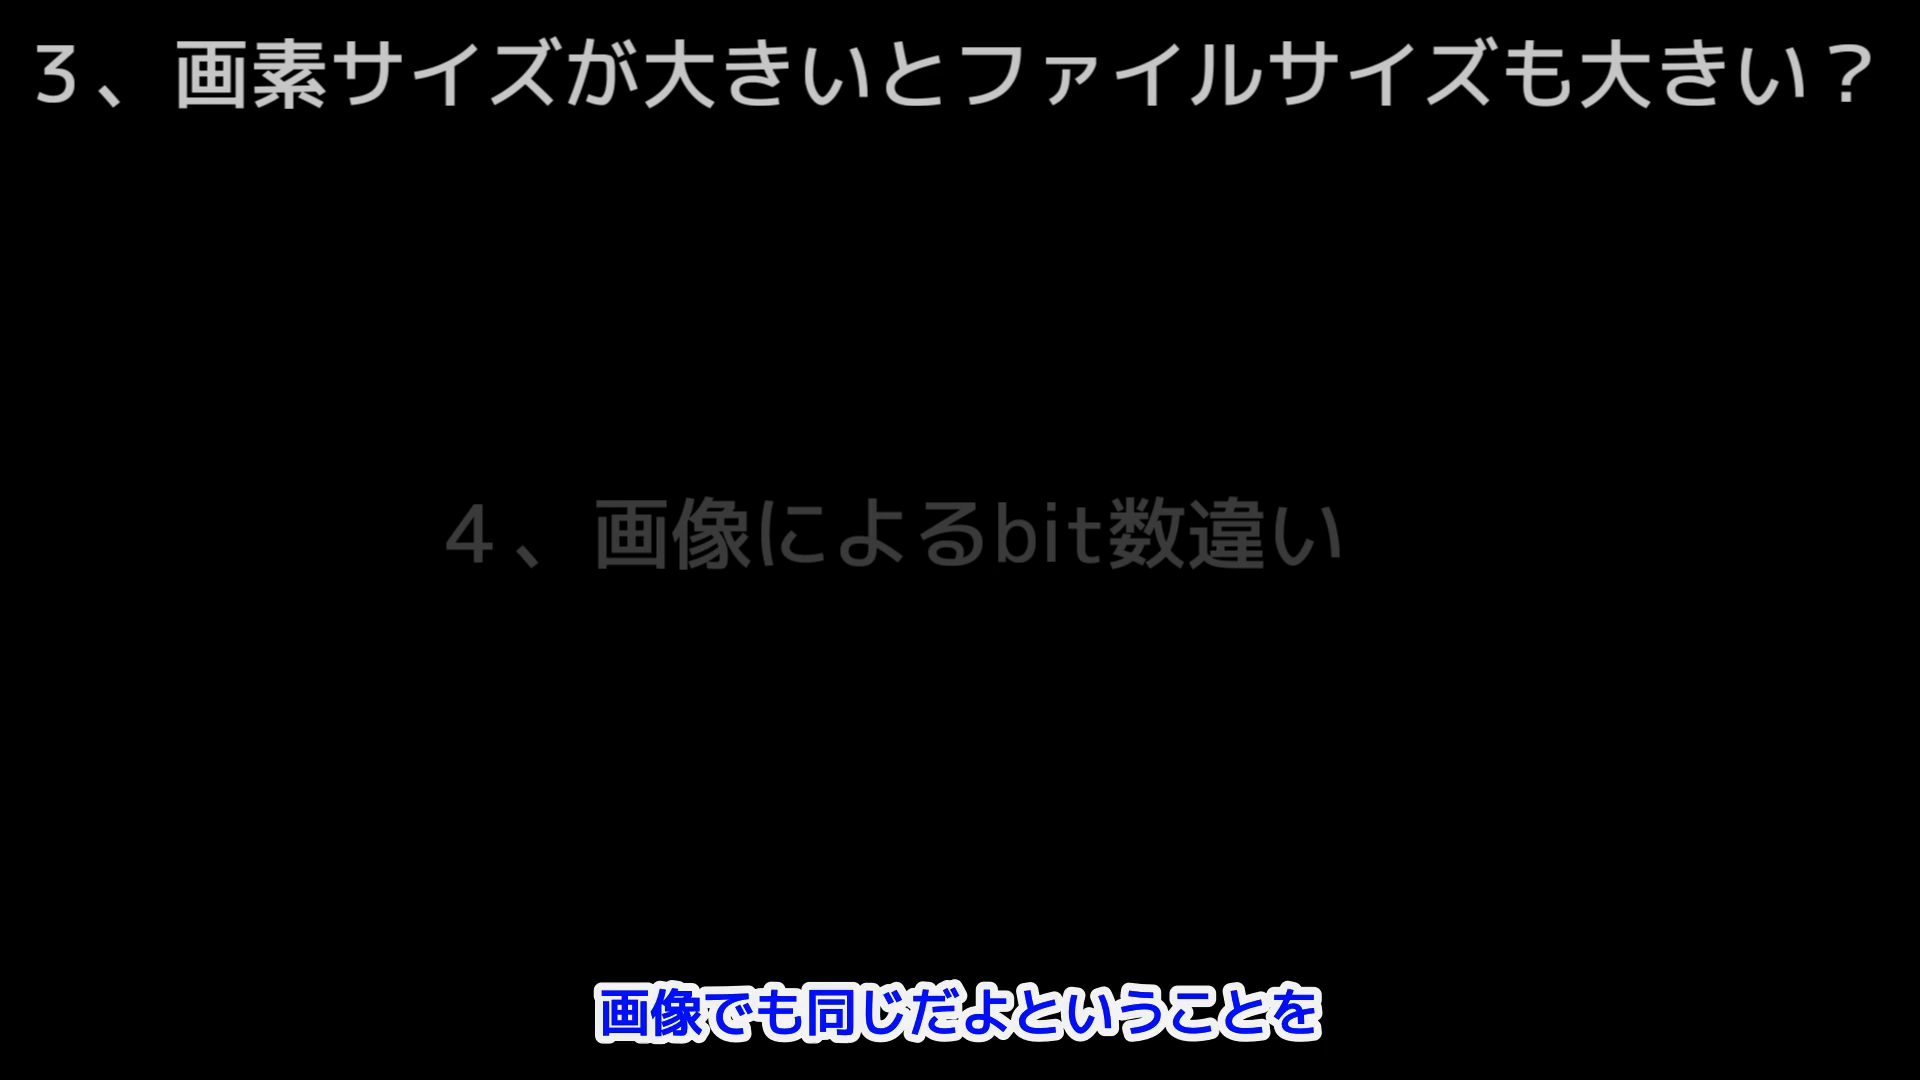 ３、画素サイズが大きいとファイルサイズも大きい？
４、画像によるbit数違い
画像でも同じだよということを